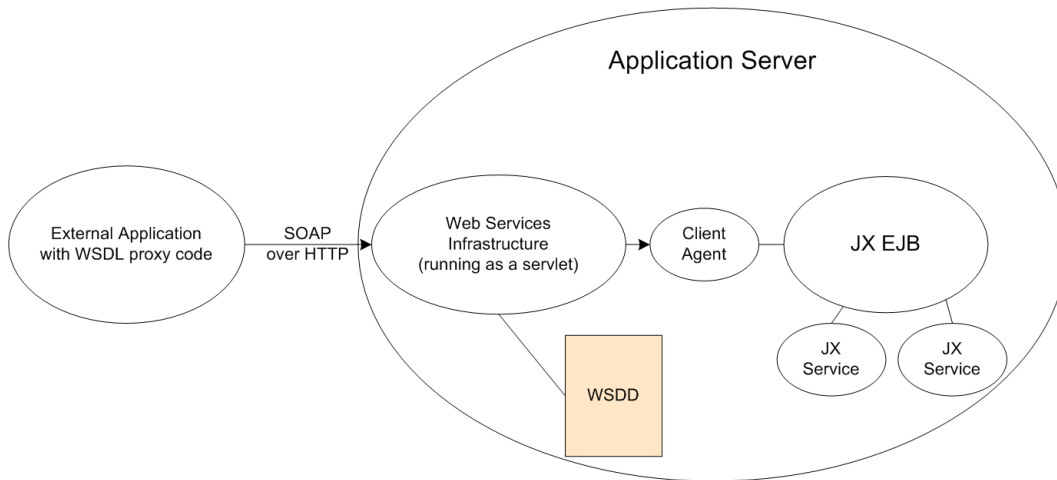 Application Server
External Application
with WSDL proxy code
SOAP
over HTTP
Web Services
Infrastructure
(running as a servlet)
Client
Agent
JX EJB
JX
Service
JX
Service
WSDD